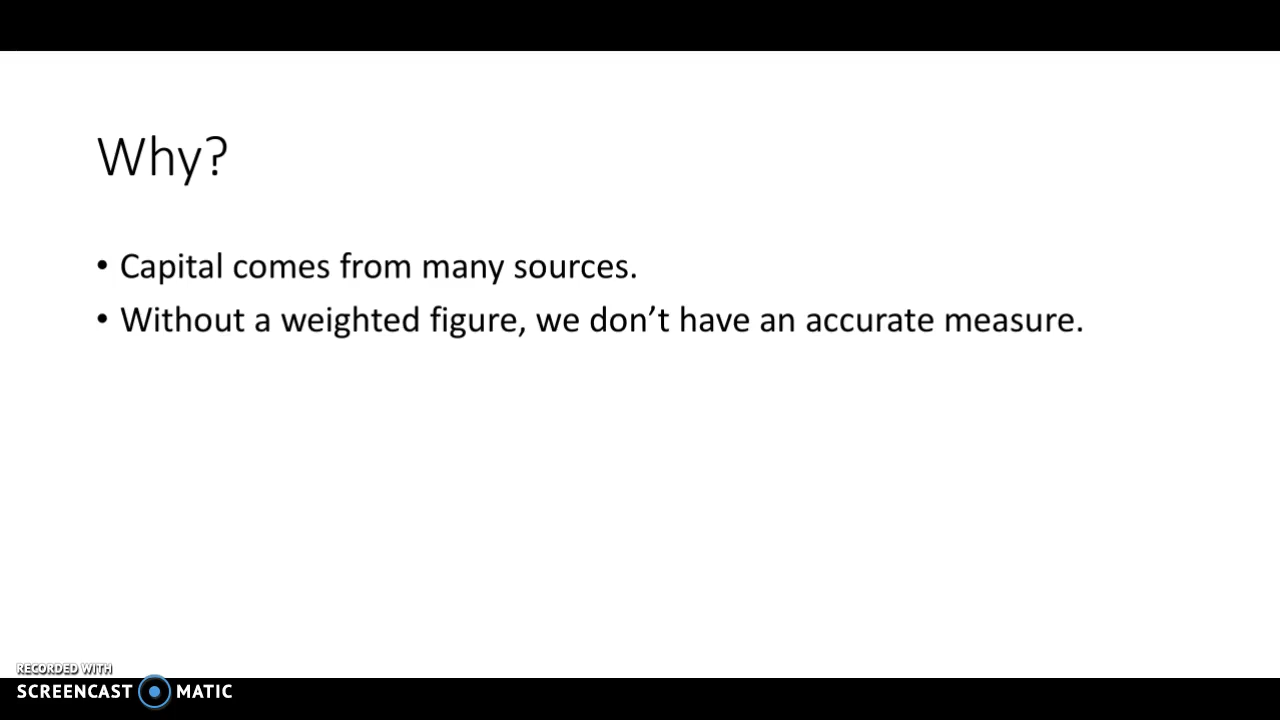 Why?
• Capital comes from many sources.
• Without a weighted figure, we don’t have an accurate measure.
RECORDED WITH
SCREENCAST MATIC